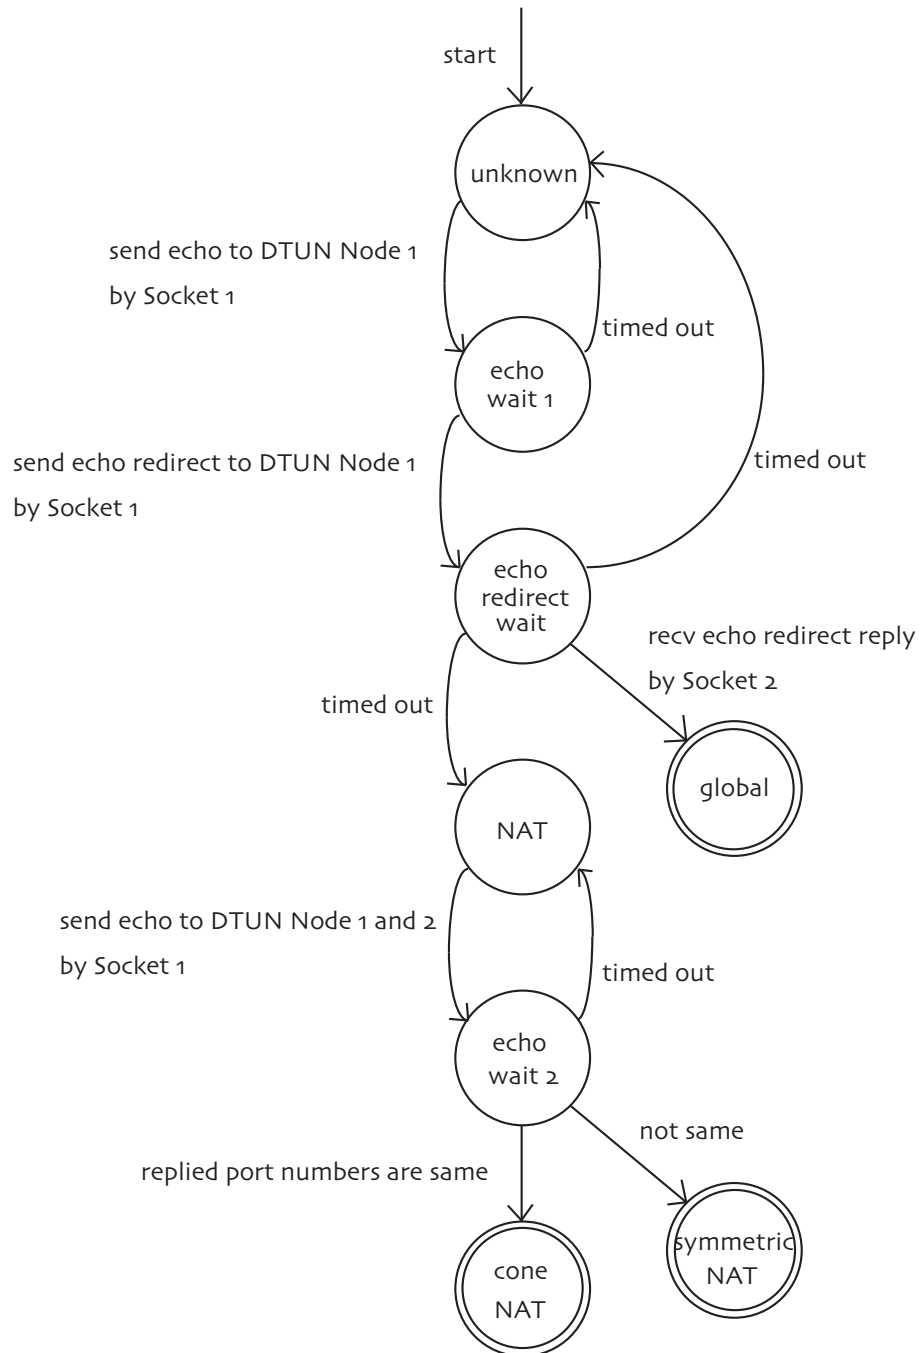 start
unknown
send echo to DTUN Node 1
by Socket 1
timed out
echo
wait 1
send echo redirect to DTUN Node 1
by Socket 1
timed out
echo
redirect
wait
recv echo redirect reply
by Socket 2
timed out
global
NAT
send echo to DTUN Node 1 and 2
by Socket 1
timed out
echo
wait 2
not same
replied port numbers are same
symmetric
NAT
cone
NAT